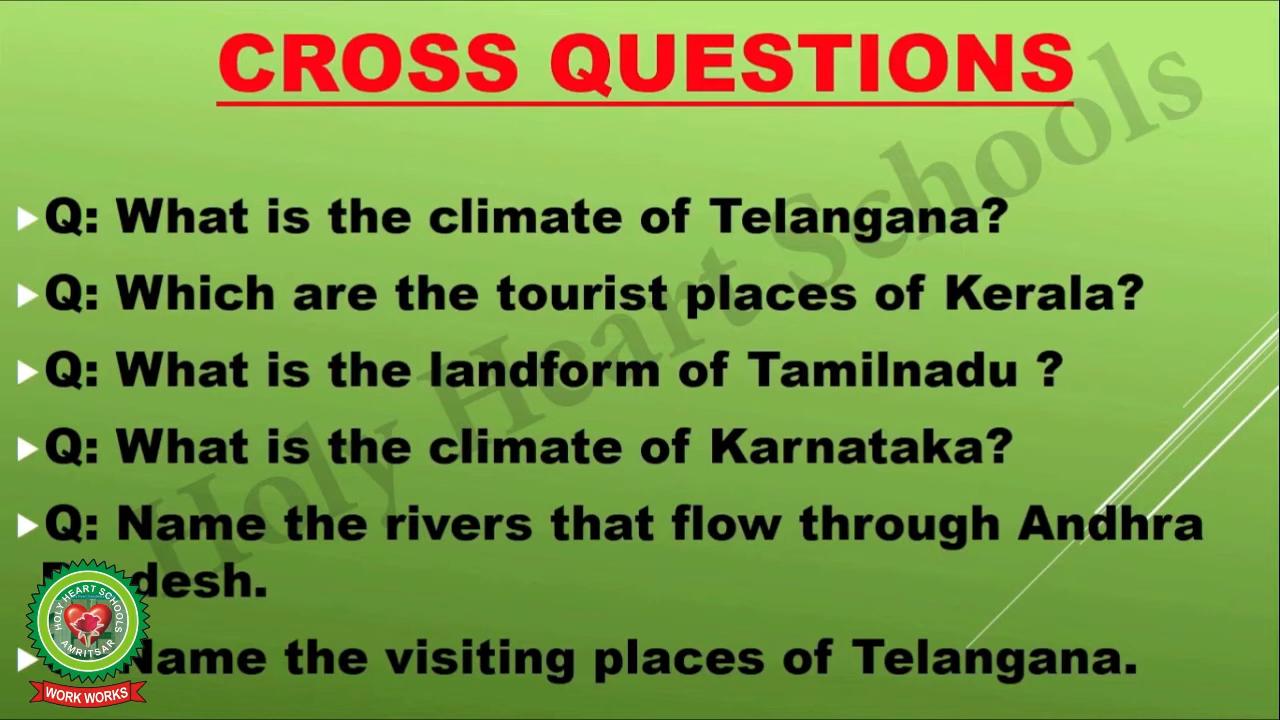 CROSS QUESTIONS
Q: What is the climate of Telangana?
Q: Which are the tourist places of Kerala?
Q: What is the landform of Tamilnadu ?
Q: What is the climate of Karnataka?
Q: Name the rivers that flow through Andhra
desh.
Name the visiting places of Telangana.
Holy Heart Schools
HOLY HEART SCHOOLS
AMRITSAR
WORK WORKS